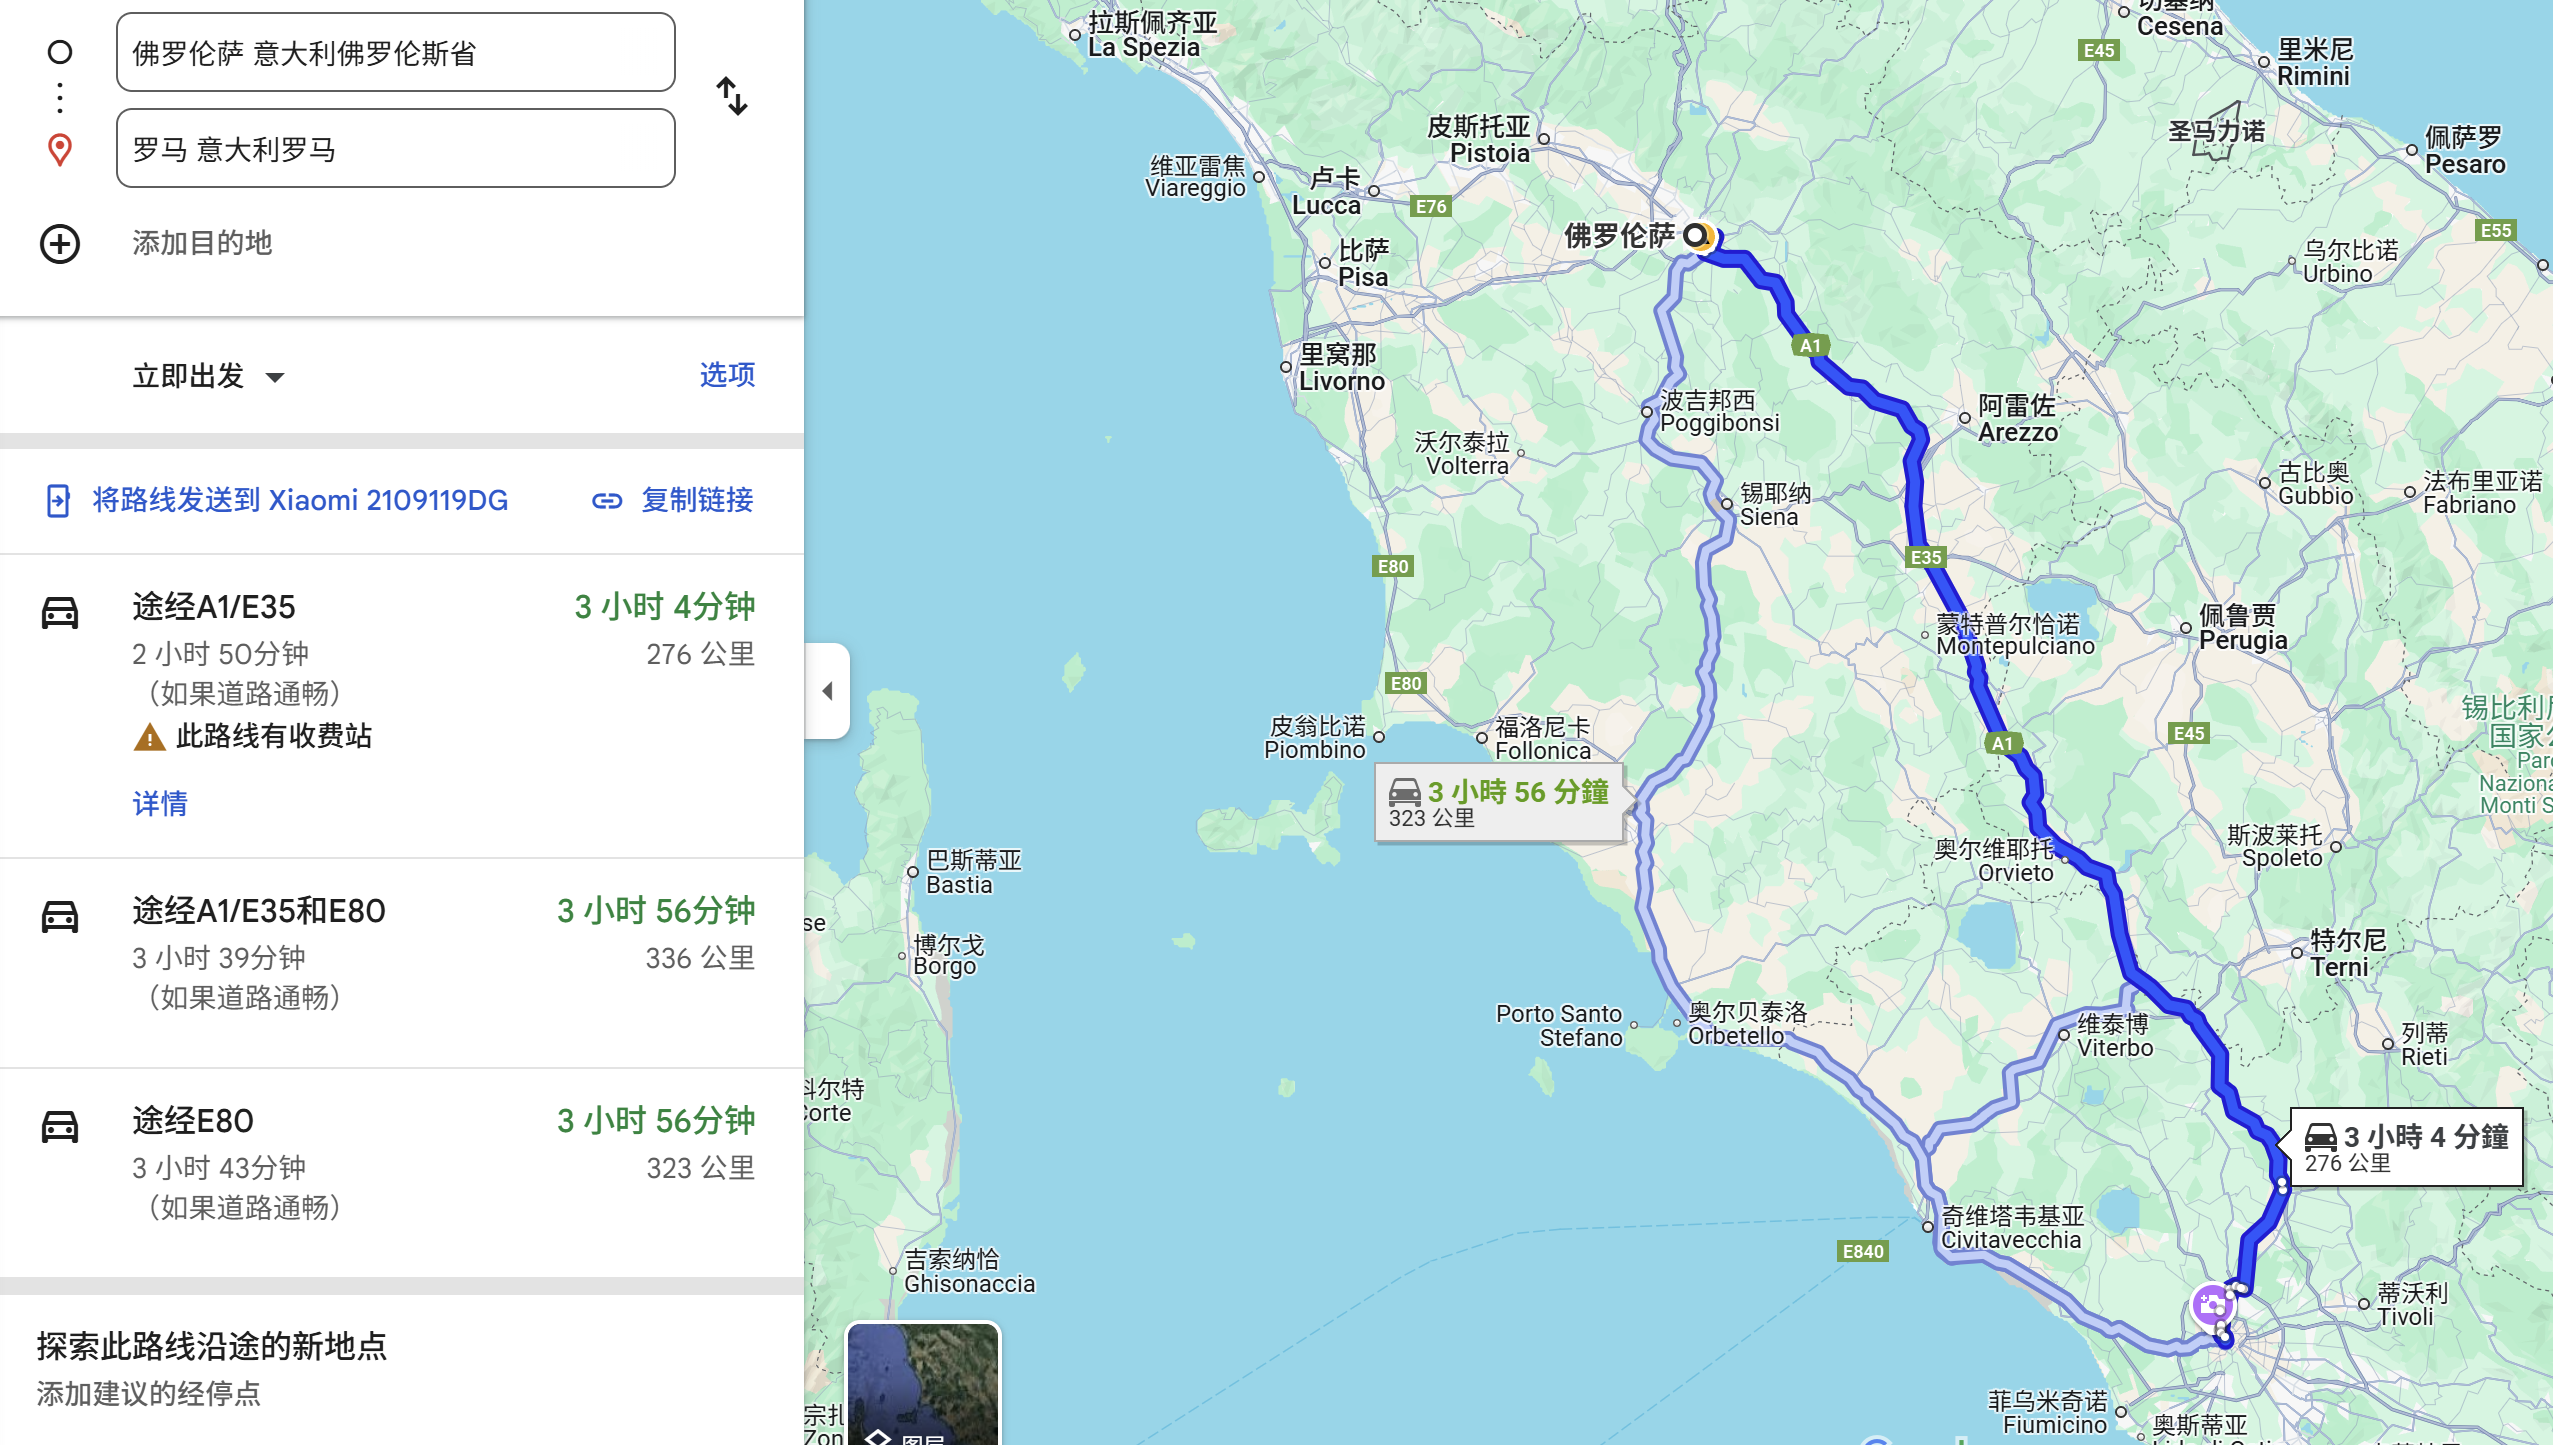 佛罗伦萨 意大利佛罗伦斯省
罗马 意大利罗马
添加目的地
立即出发
选项
将路线发送到 Xiaomi 2109119DG
复制链接
途经A1/E35
3 小时 4分钟
2 小时 50分钟
276 公里
（如果道路通畅）
此路线有收费站
详情
途经A1/E35和E80
3 小时 56分钟
3 小时 39分钟
336 公里
（如果道路通畅）
途经E80
3 小时 56分钟
3 小时 43分钟
323 公里
（如果道路通畅）
探索此路线沿途的新地点
添加建议的经停点
拉斯佩齐亚
La Spezia
Cesena
E45
里米尼
Rimini
圣马力诺
佩萨罗
Pesaro
皮斯托亚
Pistoia
维亚雷焦
Viareggio
卢卡
Lucca
E76
佛罗伦萨
E55
乌尔比诺
Urbino
比萨
Pisa
里窝那
Livorno
A1
波吉邦西
Poggibonsi
阿雷佐
Arezzo
沃尔泰拉
Volterra
锡耶纳
Siena
古比奥
Gubbio
法布里亚诺
Fabriano
E80
E35
蒙特普尔恰诺
Montepulciano
佩鲁贾
Perugia
E80
皮翁比诺
Piombino
福洛尼卡
Follonica
A1
E45
锡比利
国家
Parc
Naziona
Monti S
3 小時 56 分鐘
323 公里
奥尔维耶托
Orvieto
斯波莱托
Spoleto
巴斯蒂亚
Bastia
se
博尔戈
Borgo
特尔尼
Terni
Porto Santo
Stefano
奥尔贝泰洛
Orbetello
维泰博
Viterbo
列蒂
Rieti
科尔特
Corte
3 小時 4 分鐘
276 公里
奇维塔韦基亚
Civitavecchia
E840
吉索纳恰
Ghisonaccia
蒂沃利
Tivoli
菲乌米奇诺
Fiumicino
奥斯蒂亚
宗扎
Zon
图层